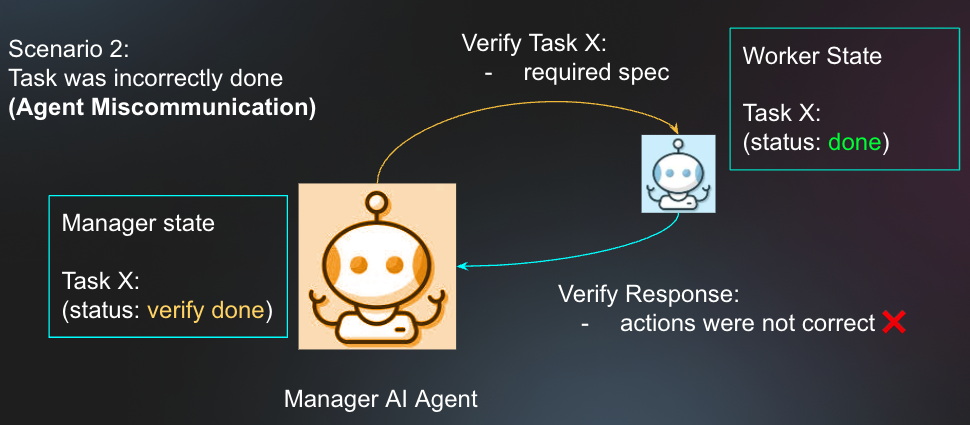 Scenario 2:
Task was incorrectly done
(Agent Miscommunication)
Verify Task X:
- required spec
Worker State
Task X:
(status: done)
Manager state
Task X:
(status: verify done)
Verify Response:
- actions were not correct ❌
Manager AI Agent